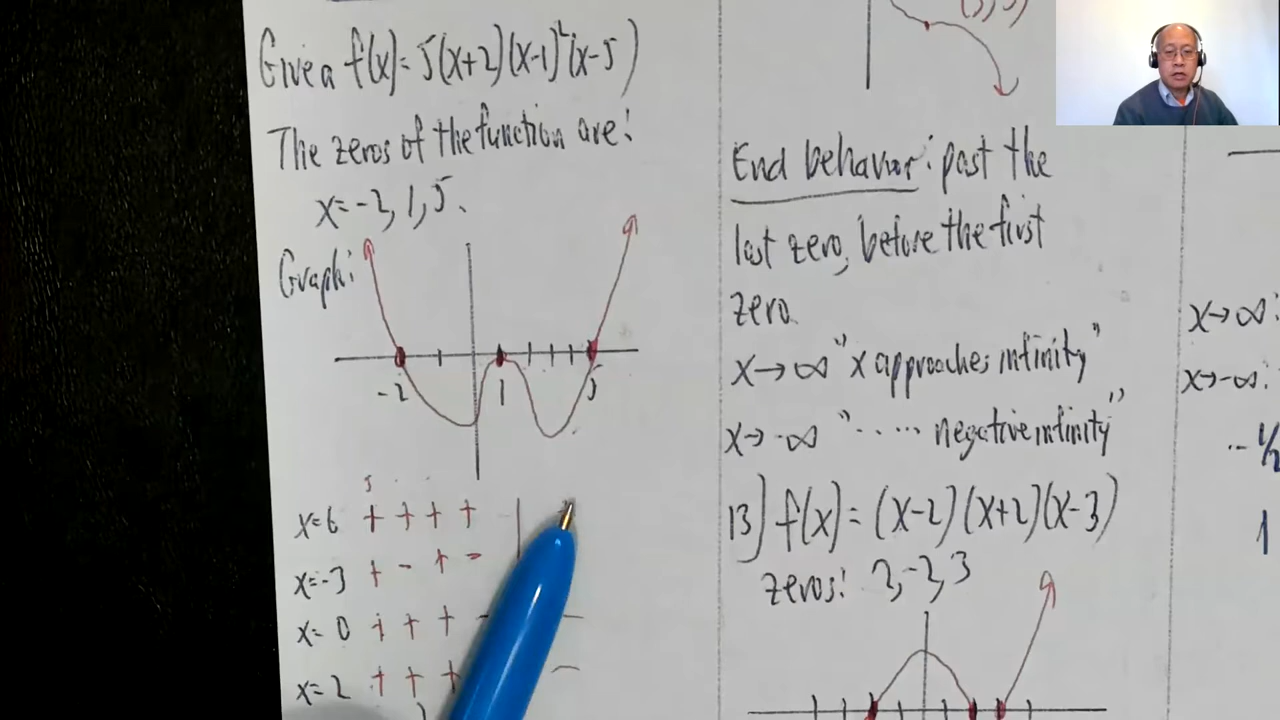 Given f(x)= 5(x+2)(x-1)²(x-5)
The zeros of the function are:
x=-2, 1, 5.
Graph:
-2 1 5
5
x=6 + + + +
x=-3 + - + -
x=0 + + +
x=2 + + +
End behavior: past the
last zero, before the first
zero.
x→∞ "x approaches infinity"
x→-∞ "..... negative infinity"
13) f(x)= (x-2)(x+2)(x-3)
zeros: 2,-2,3
x→∞:
x→-∞: